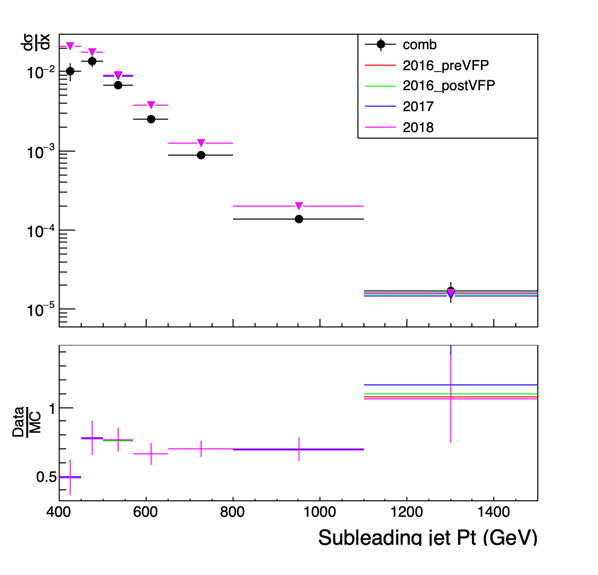 dσ
dx
comb
2016_preVFP
2016_postVFP
2017
2018
10−2
10−3
10−4
10−5
Data
MC
1
0.5
400 600 800 1000 1200 1400
Subleading jet Pt (GeV)